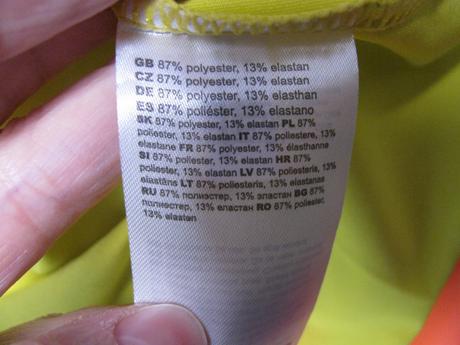 GB 87% polyester, 13% elastan
CZ 87% polyester, 13% elastan
DE 87% polyester, 13% elasthan
ES 87% poliéster, 13% elastano
SK 87% polyester, 13% elastan PL 87%
poliester, 13% elastan IT 87% poliestere, 13%
elastane FR 87% polyester, 13% élasthanne
SI 87% poliester, 13% elastan HR 87%
poliester, 13% elastan LV 87% poliesteris, 13%
elastāns LT 87% poliesteris, 13% elastanas
RU 87% полиэстер, 13% эластан BG 87%
полиестер, 13% еластан RO 87% poliester,
13% elastan